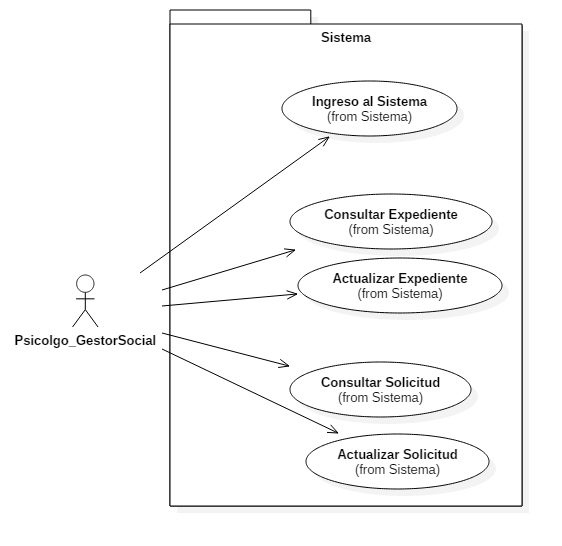 Sistema
Ingreso al Sistema
(from Sistema)
Consultar Expediente
(from Sistema)
Actualizar Expediente
(from Sistema)
Psicolgo_GestorSocial
Consultar Solicitud
(from Sistema)
Actualizar Solicitud
(from Sistema)